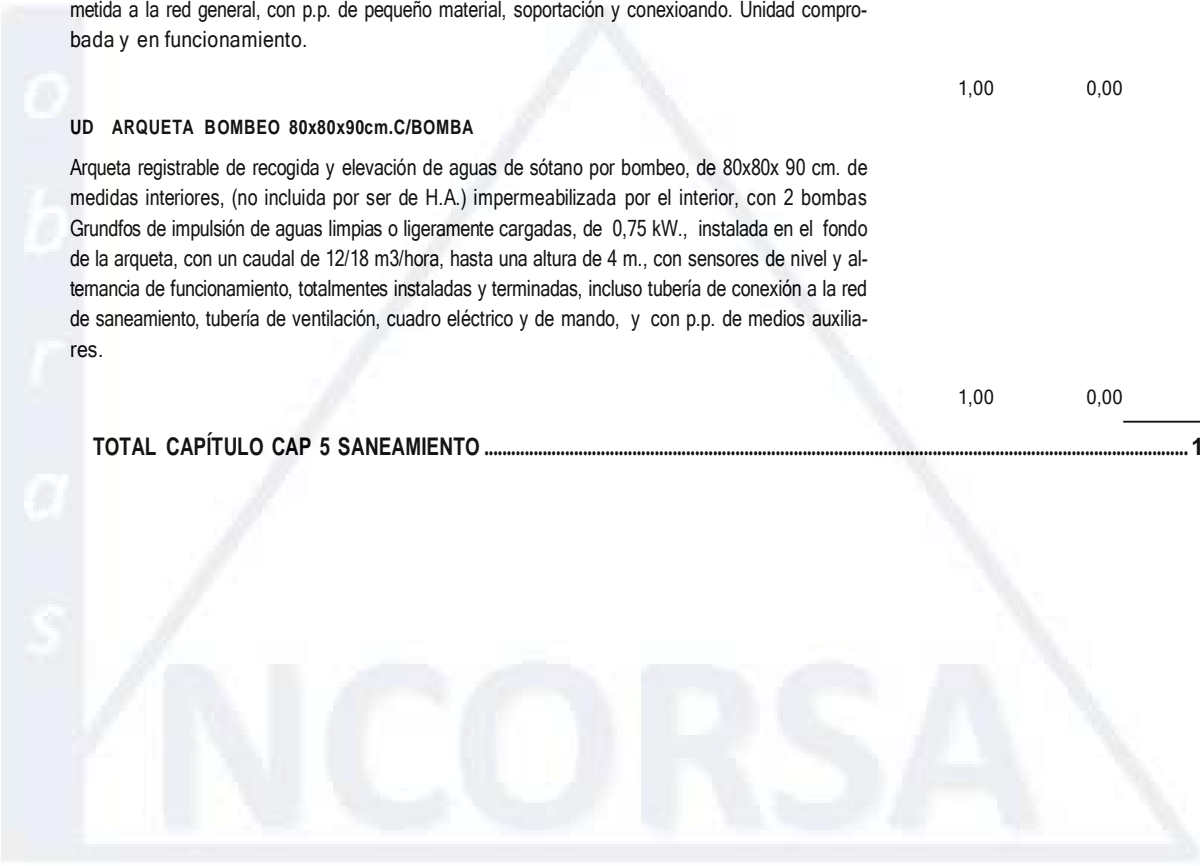 metida a la red general, con p.p. de pequeño material, soportación y conexioando. Unidad compro-
bada y en funcionamiento.
1,00 0,00
UD ARQUETA BOMBEO 80x80x90cm.C/BOMBA
Arqueta registrable de recogida y elevación de aguas de sótano por bombeo, de 80x80x 90 cm. de
medidas interiores, (no incluida por ser de H.A.) impermeabilizada por el interior, con 2 bombas
Grundfos de impulsión de aguas limpias o ligeramente cargadas, de 0,75 kW., instalada en el fondo
de la arqueta, con un caudal de 12/18 m3/hora, hasta una altura de 4 m., con sensores de nivel y al-
ternancia de funcionamiento, totalmentes instaladas y terminadas, incluso tubería de conexión a la red
de saneamiento, tubería de ventilación, cuadro eléctrico y de mando, y con p.p. de medios auxilia-
res.
1,00 0,00
TOTAL CAPÍTULO CAP 5 SANEAMIENTO 1
obras
NCORSA